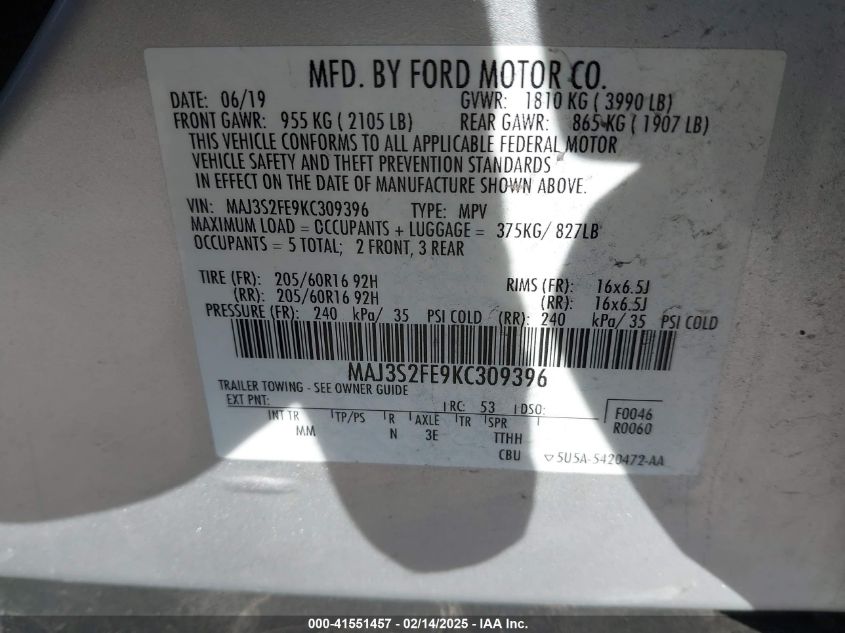 MFD. BY FORD MOTOR CO.
DATE: 06/19 GVWR: 1810 KG ( 3990 LB)
FRONT GAWR: 955 KG ( 2105 LB) REAR GAWR: 865 KG ( 1907 LB)
THIS VEHICLE CONFORMS TO ALL APPLICABLE FEDERAL MOTOR
VEHICLE SAFETY AND THEFT PREVENTION STANDARDS
IN EFFECT ON THE DATE OF MANUFACTURE SHOWN ABOVE.
VIN: MAJ3S2FE9KC309396 TYPE: MPV
MAXIMUM LOAD = OCCUPANTS + LUGGAGE = 375KG/ 827LB
OCCUPANTS = 5 TOTAL; 2 FRONT, 3 REAR
TIRE (FR): 205/60R16 92H RIMS (FR): 16x6.5J
(RR): 205/60R16 92H (RR): 16x6.5J
PRESSURE (FR): 240 kPa/ 35 PSI COLD (RR): 240 kPa/ 35 PSI COLD
MAJ3S2FE9KC309396
TRAILER TOWING - SEE OWNER GUIDE
EXT PNT: RC: 53 DSO: F0046
INT TR TP/PS R AXLE TR SPR R0060
MM N 3E TTHH
CBU 5U5A-5420472-AA
000-41551457 - 02/14/2025 - IAA Inc.